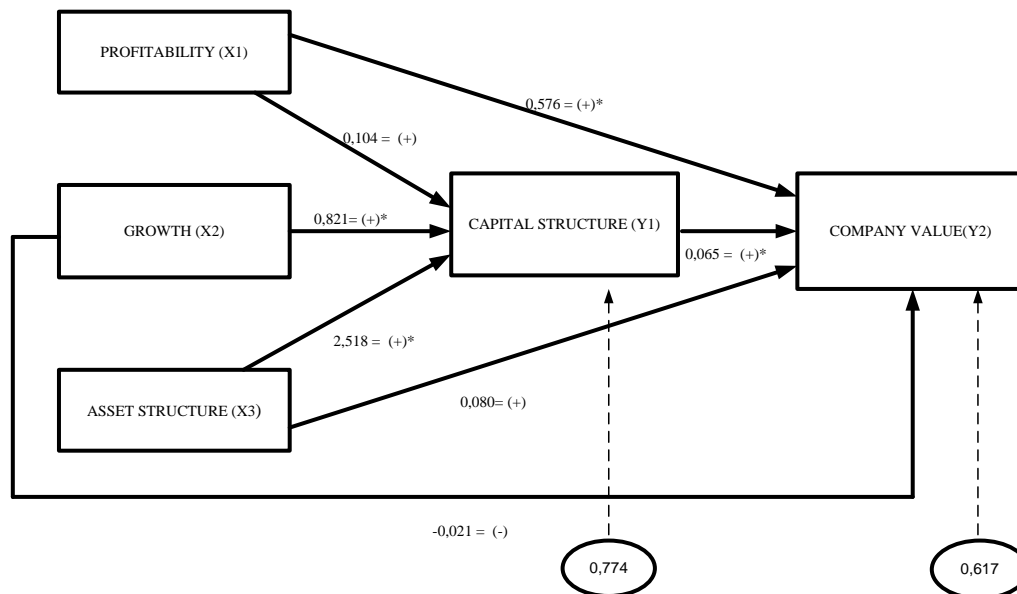 PROFITABILITY (X1)
0,576 = (+)*
0,104 = (+)
GROWTH (X2)
0,821= (+)*
CAPITAL STRUCTURE (Y1)
0,065 = (+)*
COMPANY VALUE(Y2)
2,518 = (+)*
ASSET STRUCTURE (X3)
0,080= (+)
-0,021 = (-)
0,774
0,617